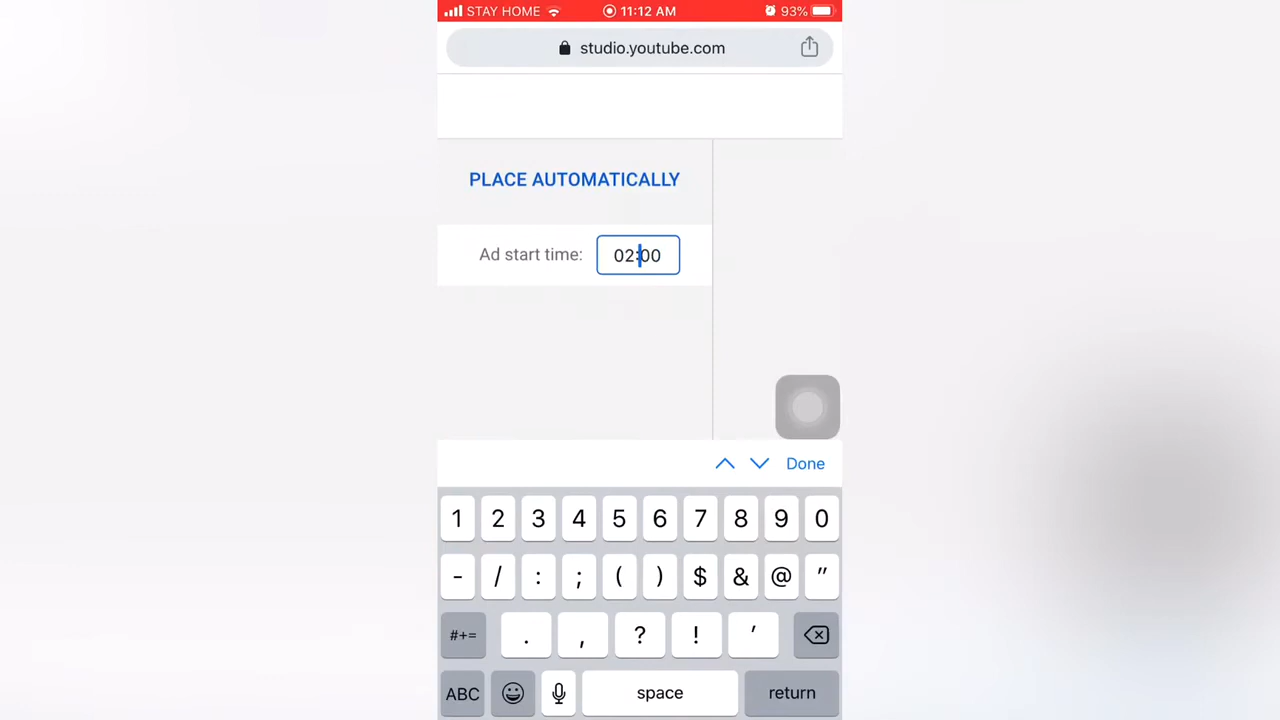 STAY HOME 11:12 AM 93%
studio.youtube.com
PLACE AUTOMATICALLY
Ad start time: 02:00
Done
1 2 3 4 5 6 7 8 9 0
- / : ; ( ) $ & @ "
#+= . , ? ! '
ABC space return